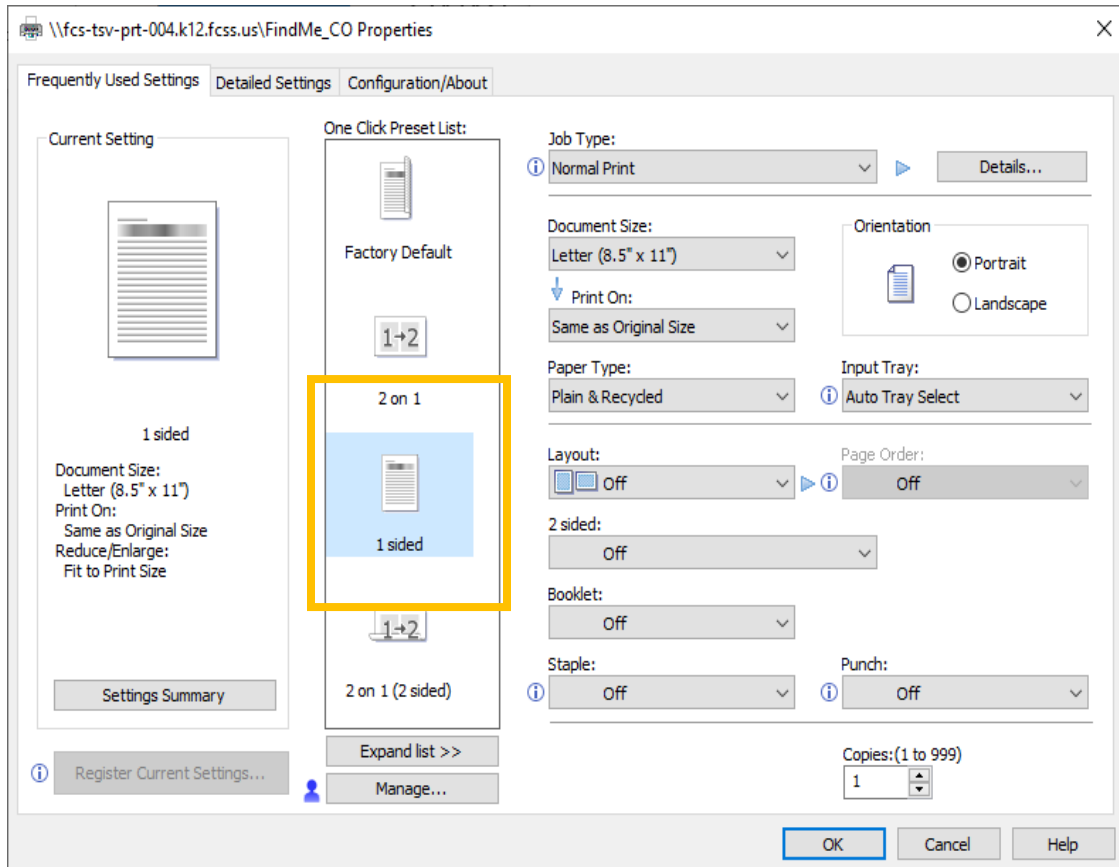 \\fcs-tsv-prt-004.k12.fcss.us\FindMe_CO Properties
Frequently Used Settings
Detailed Settings
Configuration/About
Current Setting
1 sided
Document Size:
Letter (8.5" x 11")
Print On:
Same as Original Size
Reduce/Enlarge:
Fit to Print Size
Settings Summary
Register Current Settings...
One Click Preset List:
Factory Default
1→2
2 on 1
1 sided
1→2
2 on 1 (2 sided)
Expand list >>
Manage...
Job Type:
Normal Print
Details...
Document Size:
Letter (8.5" x 11")
Print On:
Same as Original Size
Orientation
Portrait
Landscape
Paper Type:
Plain & Recycled
Input Tray:
Auto Tray Select
Layout:
Off
Page Order:
Off
2 sided:
Off
Booklet:
Off
Staple:
Off
Punch:
Off
Copies:(1 to 999)
1
OK
Cancel
Help